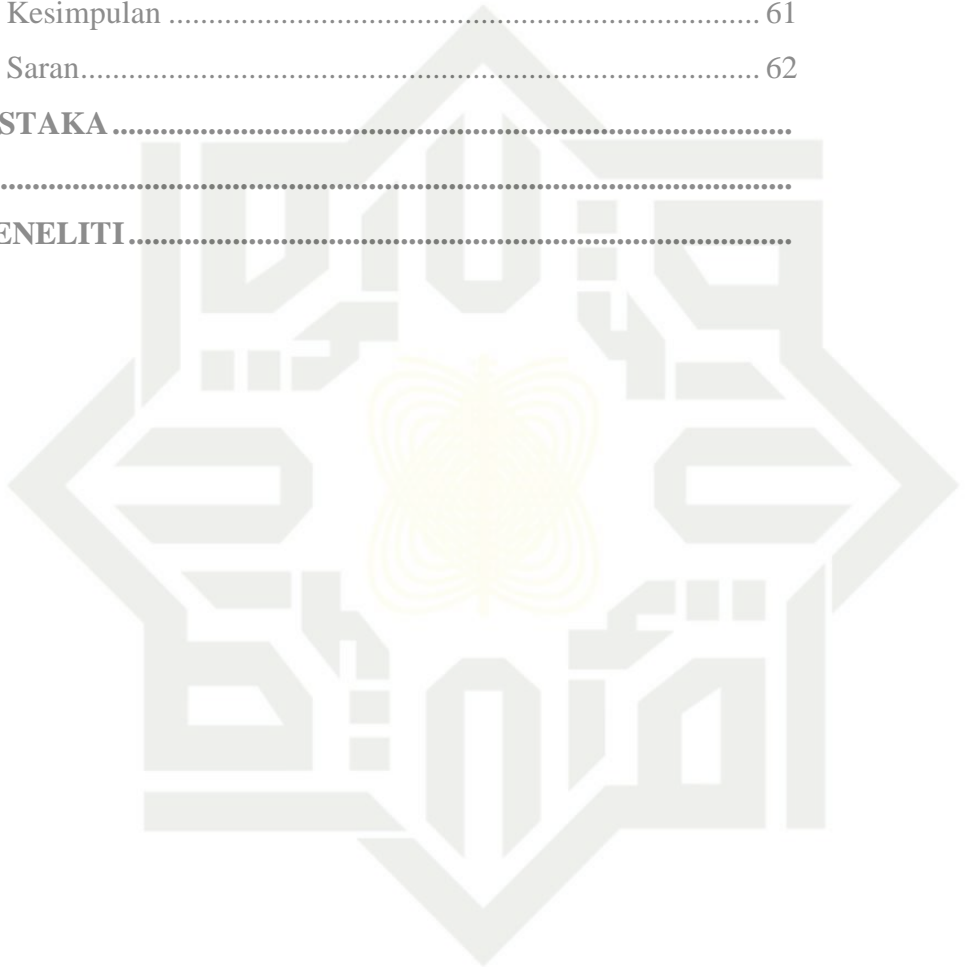 Kesimpulan ........................................................................... 61
Saran...................................................................................... 62
STAKA ......................................................................................
....................................................................................................
ENELITI ....................................................................................